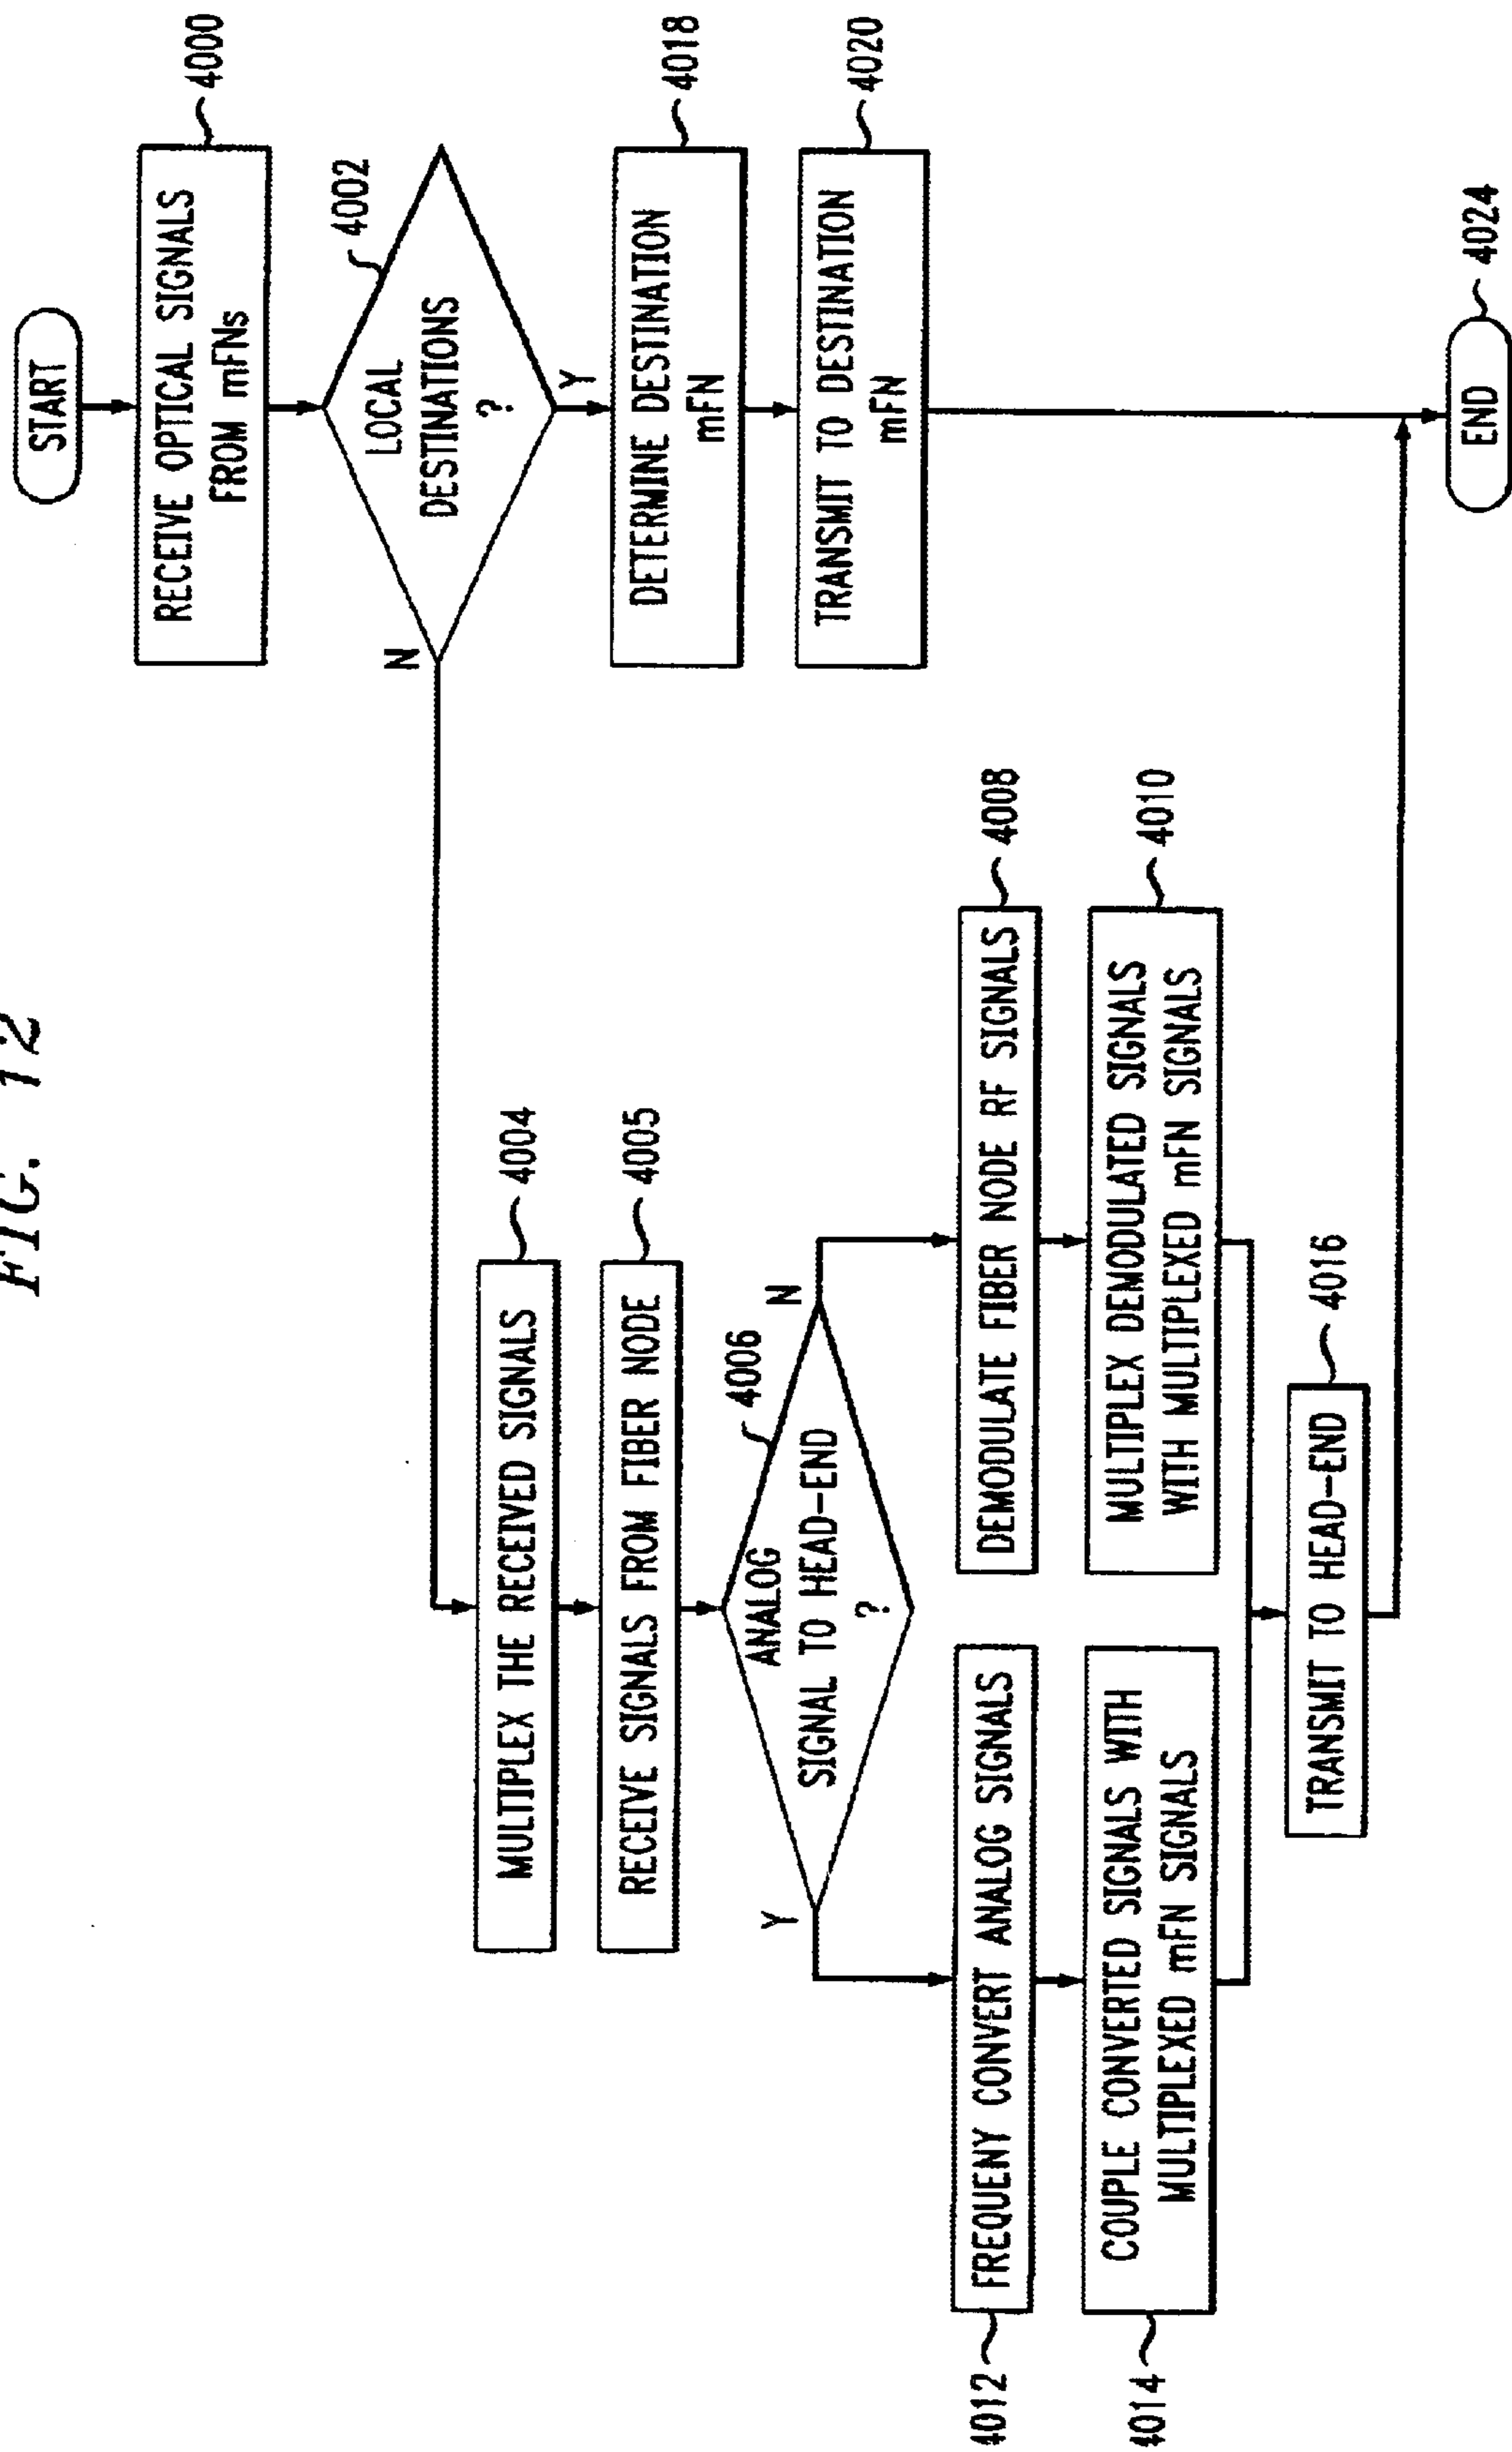 FIG. 12
START
RECEIVE OPTICAL SIGNALS
FROM mFNs
4000
LOCAL
DESTINATIONS
?
4002
N
Y
DETERMINE DESTINATION
mFN
4018
TRANSMIT TO DESTINATION
mFN
4020
MULTIPLEX THE RECEIVED SIGNALS
4004
RECEIVE SIGNALS FROM FIBER NODE
4005
ANALOG
SIGNAL TO HEAD-END
?
4006
Y
N
FREQUENY CONVERT ANALOG SIGNALS
4012
COUPLE CONVERTED SIGNALS WITH
MULTIPLEXED mFN SIGNALS
4014
DEMODULATE FIBER NODE RF SIGNALS
4008
MULTIPLEX DEMODULATED SIGNALS
WITH MULTIPLEXED mFN SIGNALS
4010
TRANSMIT TO HEAD-END
4016
END
4024